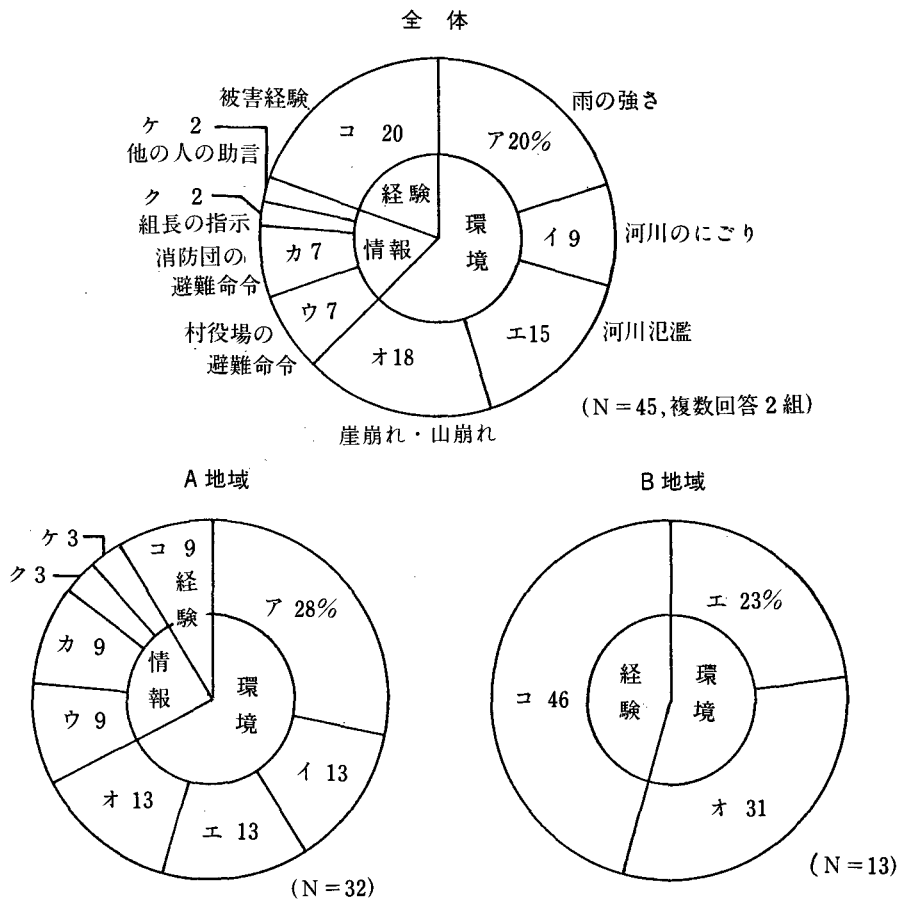 全 体
被害経験
ケ 2
他の人の助言
ク 2
組長の指示
消防団の
避難命令
村役場の
避難命令
コ 20
経験
情報
カ 7
ウ 7
環
境
ア20%
雨の強さ
イ 9
河川のにごり
エ15
河川氾濫
オ18
崖崩れ・山崩れ
(N=45,複数回答2組)
A 地域
ケ 3
ク 3
コ 9
経
験
ア 28%
カ 9
情
報
環
境
ウ 9
イ 13
オ 13
エ 13
(N=32)
B 地域
エ 23%
コ 46
経
験
環
境
オ 31
(N=13)